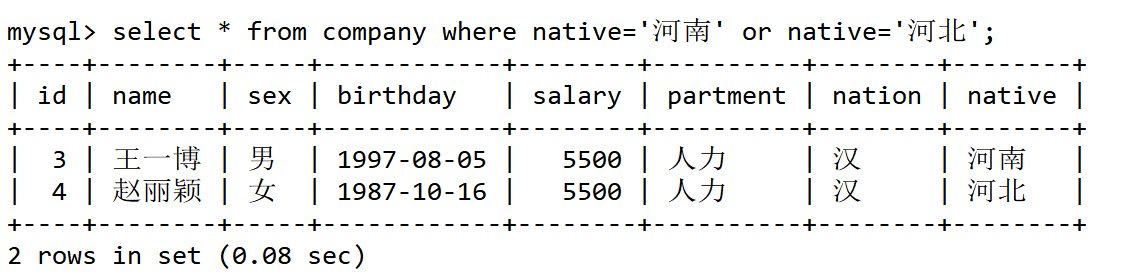 mysql> select * from company where native='河南' or native='河北';
+----+--------+-----+------------+--------+----------+--------+--------+
| id | name   | sex | birthday   | salary | partment | nation | native |
+----+--------+-----+------------+--------+----------+--------+--------+
|  3 | 王一博 | 男  | 1997-08-05 |   5500 | 人力     | 汉     | 河南   |
|  4 | 赵丽颖 | 女  | 1987-10-16 |   5500 | 人力     | 汉     | 河北   |
+----+--------+-----+------------+--------+----------+--------+--------+
2 rows in set (0.08 sec)